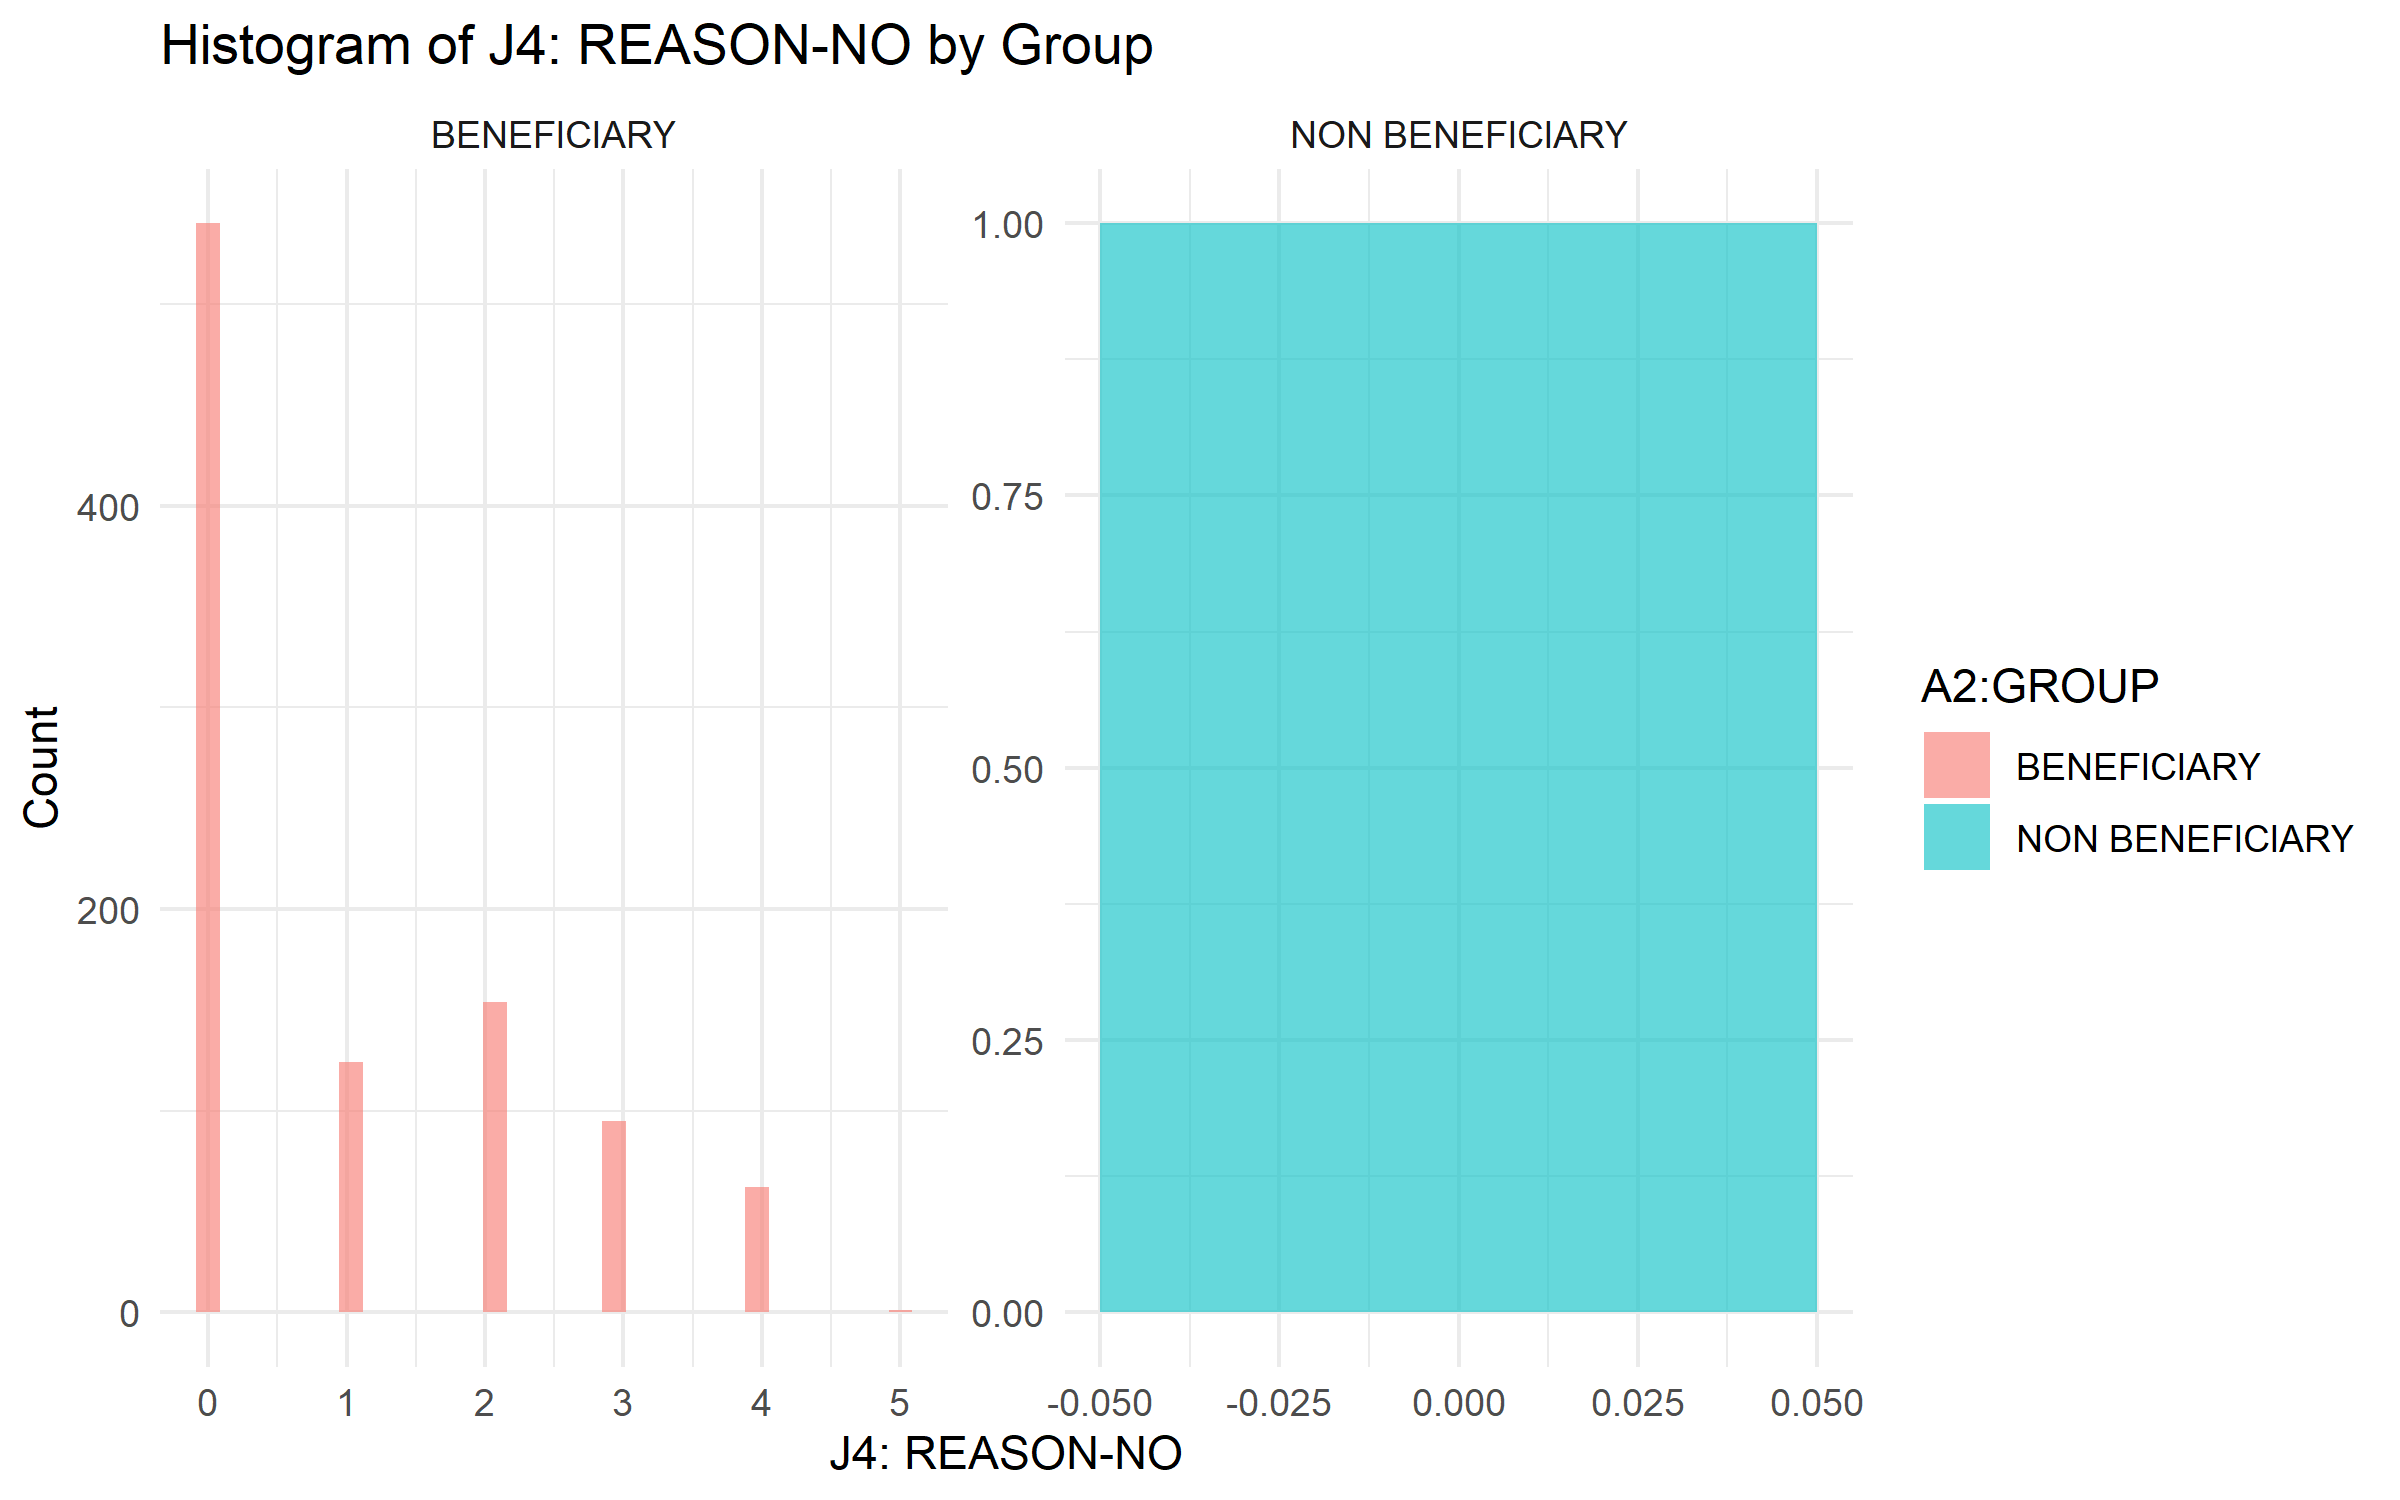 Histogram of J4: REASON-NO by Group
BENEFICIARY
NON BENEFICIARY
Count
400
200
0
1.00
0.75
0.50
0.25
0.00
0 1 2 3 4 5
-0.050 -0.025 0.000 0.025 0.050
J4: REASON-NO
A2:GROUP
BENEFICIARY
NON BENEFICIARY